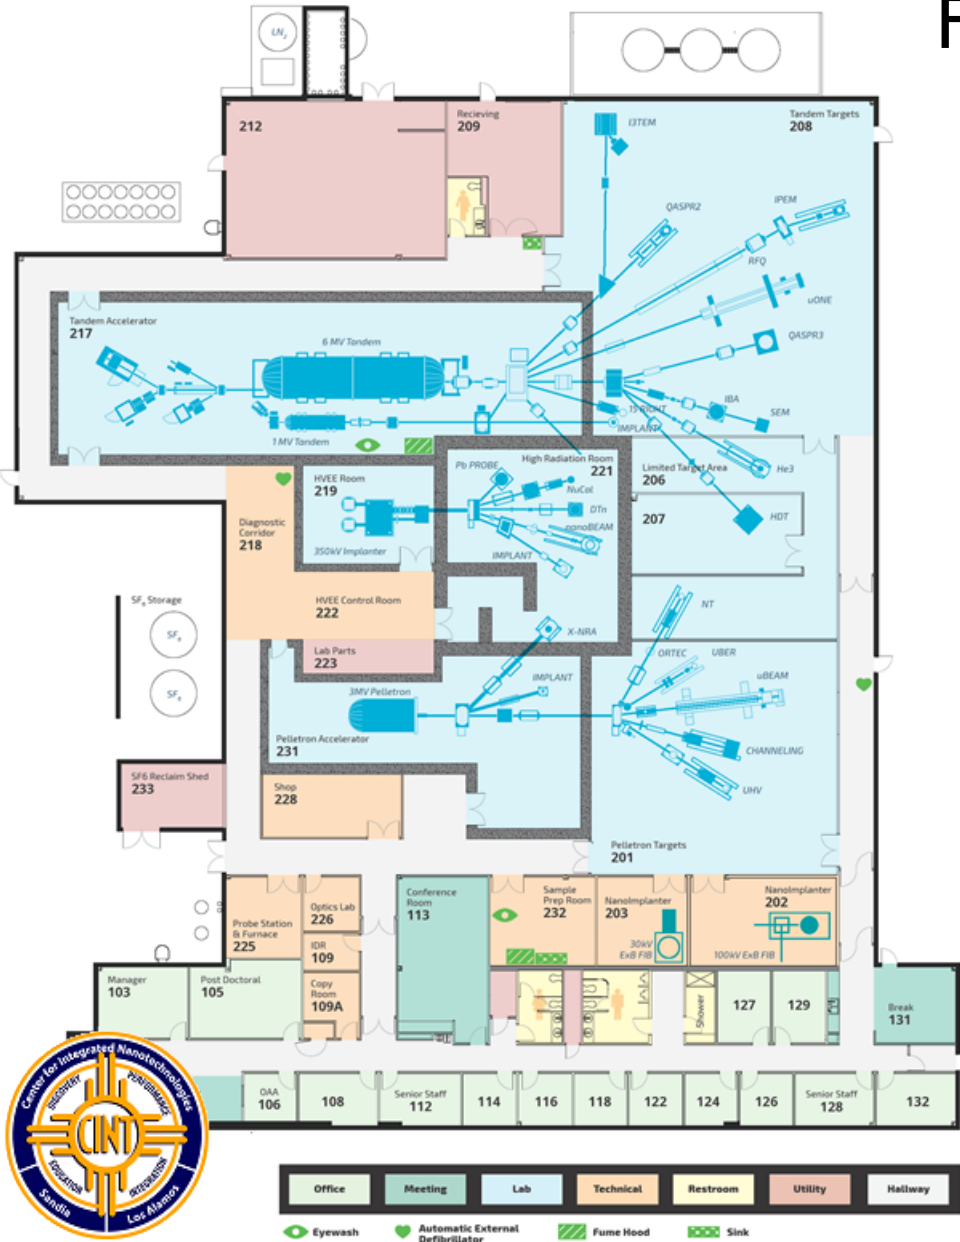 F
LN2
212
Recieving
209
Tandem Targets
208
I3TEM
QASPR2
IPEM
RFQ
uONE
QASPR3
Tandem Accelerator
217
6 MV Tandem
1 MV Tandem
15 RIGHT
IMPLANT
IBA
SEM
He3
HDT
Limited Target Area
206
207
High Radiation Room
221
Pb PROBE
NuCol
DTn
nanoBEAM
IMPLANT
HVEE Room
219
350kV Implanter
Diagnostic
Corridor
218
HVEE Control Room
222
SF6 Storage
SF6
SF6
Lab Parts
223
X-NRA
NT
ORTEC
UBER
uBEAM
CHANNELING
UHV
IMPLANT
3MV Pelletron
Pelletron Accelerator
231
SF6 Reclaim Shed
233
Shop
228
Pelletron Targets
201
Probe Station
& Furnace
225
Optics Lab
226
IDR
109
Copy
Room
109A
Conference
Room
113
Sample
Prep Room
232
NanoImplanter
203
30kV
ExB FIB
NanoImplanter
202
100kV ExB FIB
Manager
103
Post Doctoral
105
Shower
127
129
Break
131
OAA
106
108
Senior Staff
112
114
116
118
122
124
126
Senior Staff
128
132
Center for Integrated Nanotechnologies
DISCOVERY
PERFORMANCE
CINT
EDUCATION
INTEGRATION
Sandia
Los Alamos
Office
Meeting
Lab
Technical
Restroom
Utility
Hallway
Eyewash
Automatic External
Defibrillator
Fume Hood
Sink